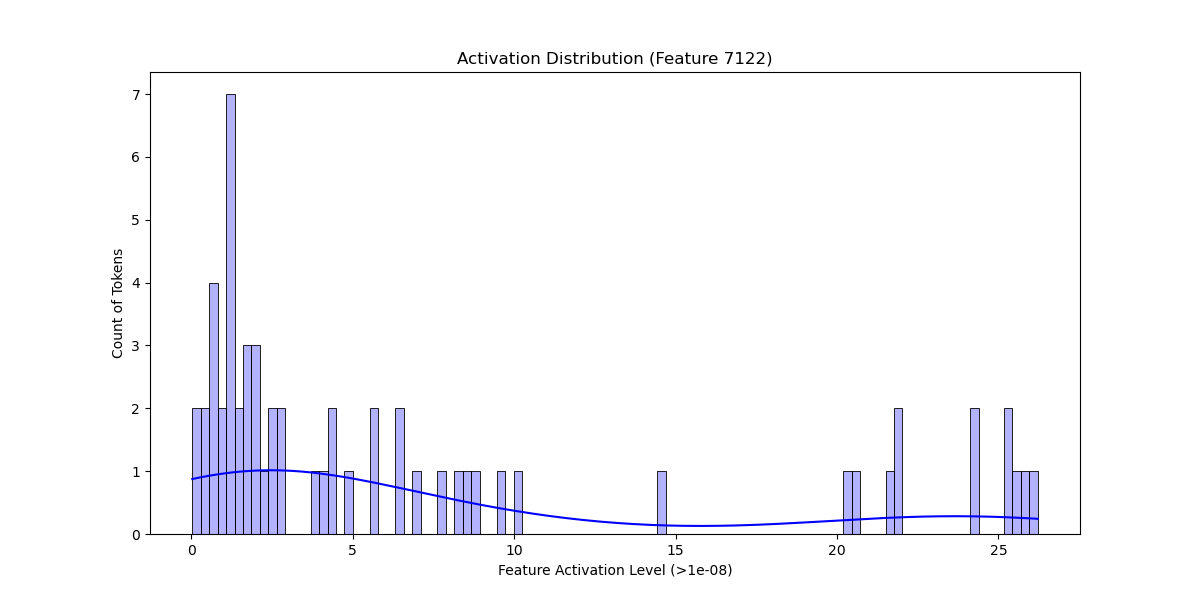 Activation Distribution (Feature 7122)
Count of Tokens
7
6
5
4
3
2
1
0
0 5 10 15 20 25
Feature Activation Level (>1e-08)